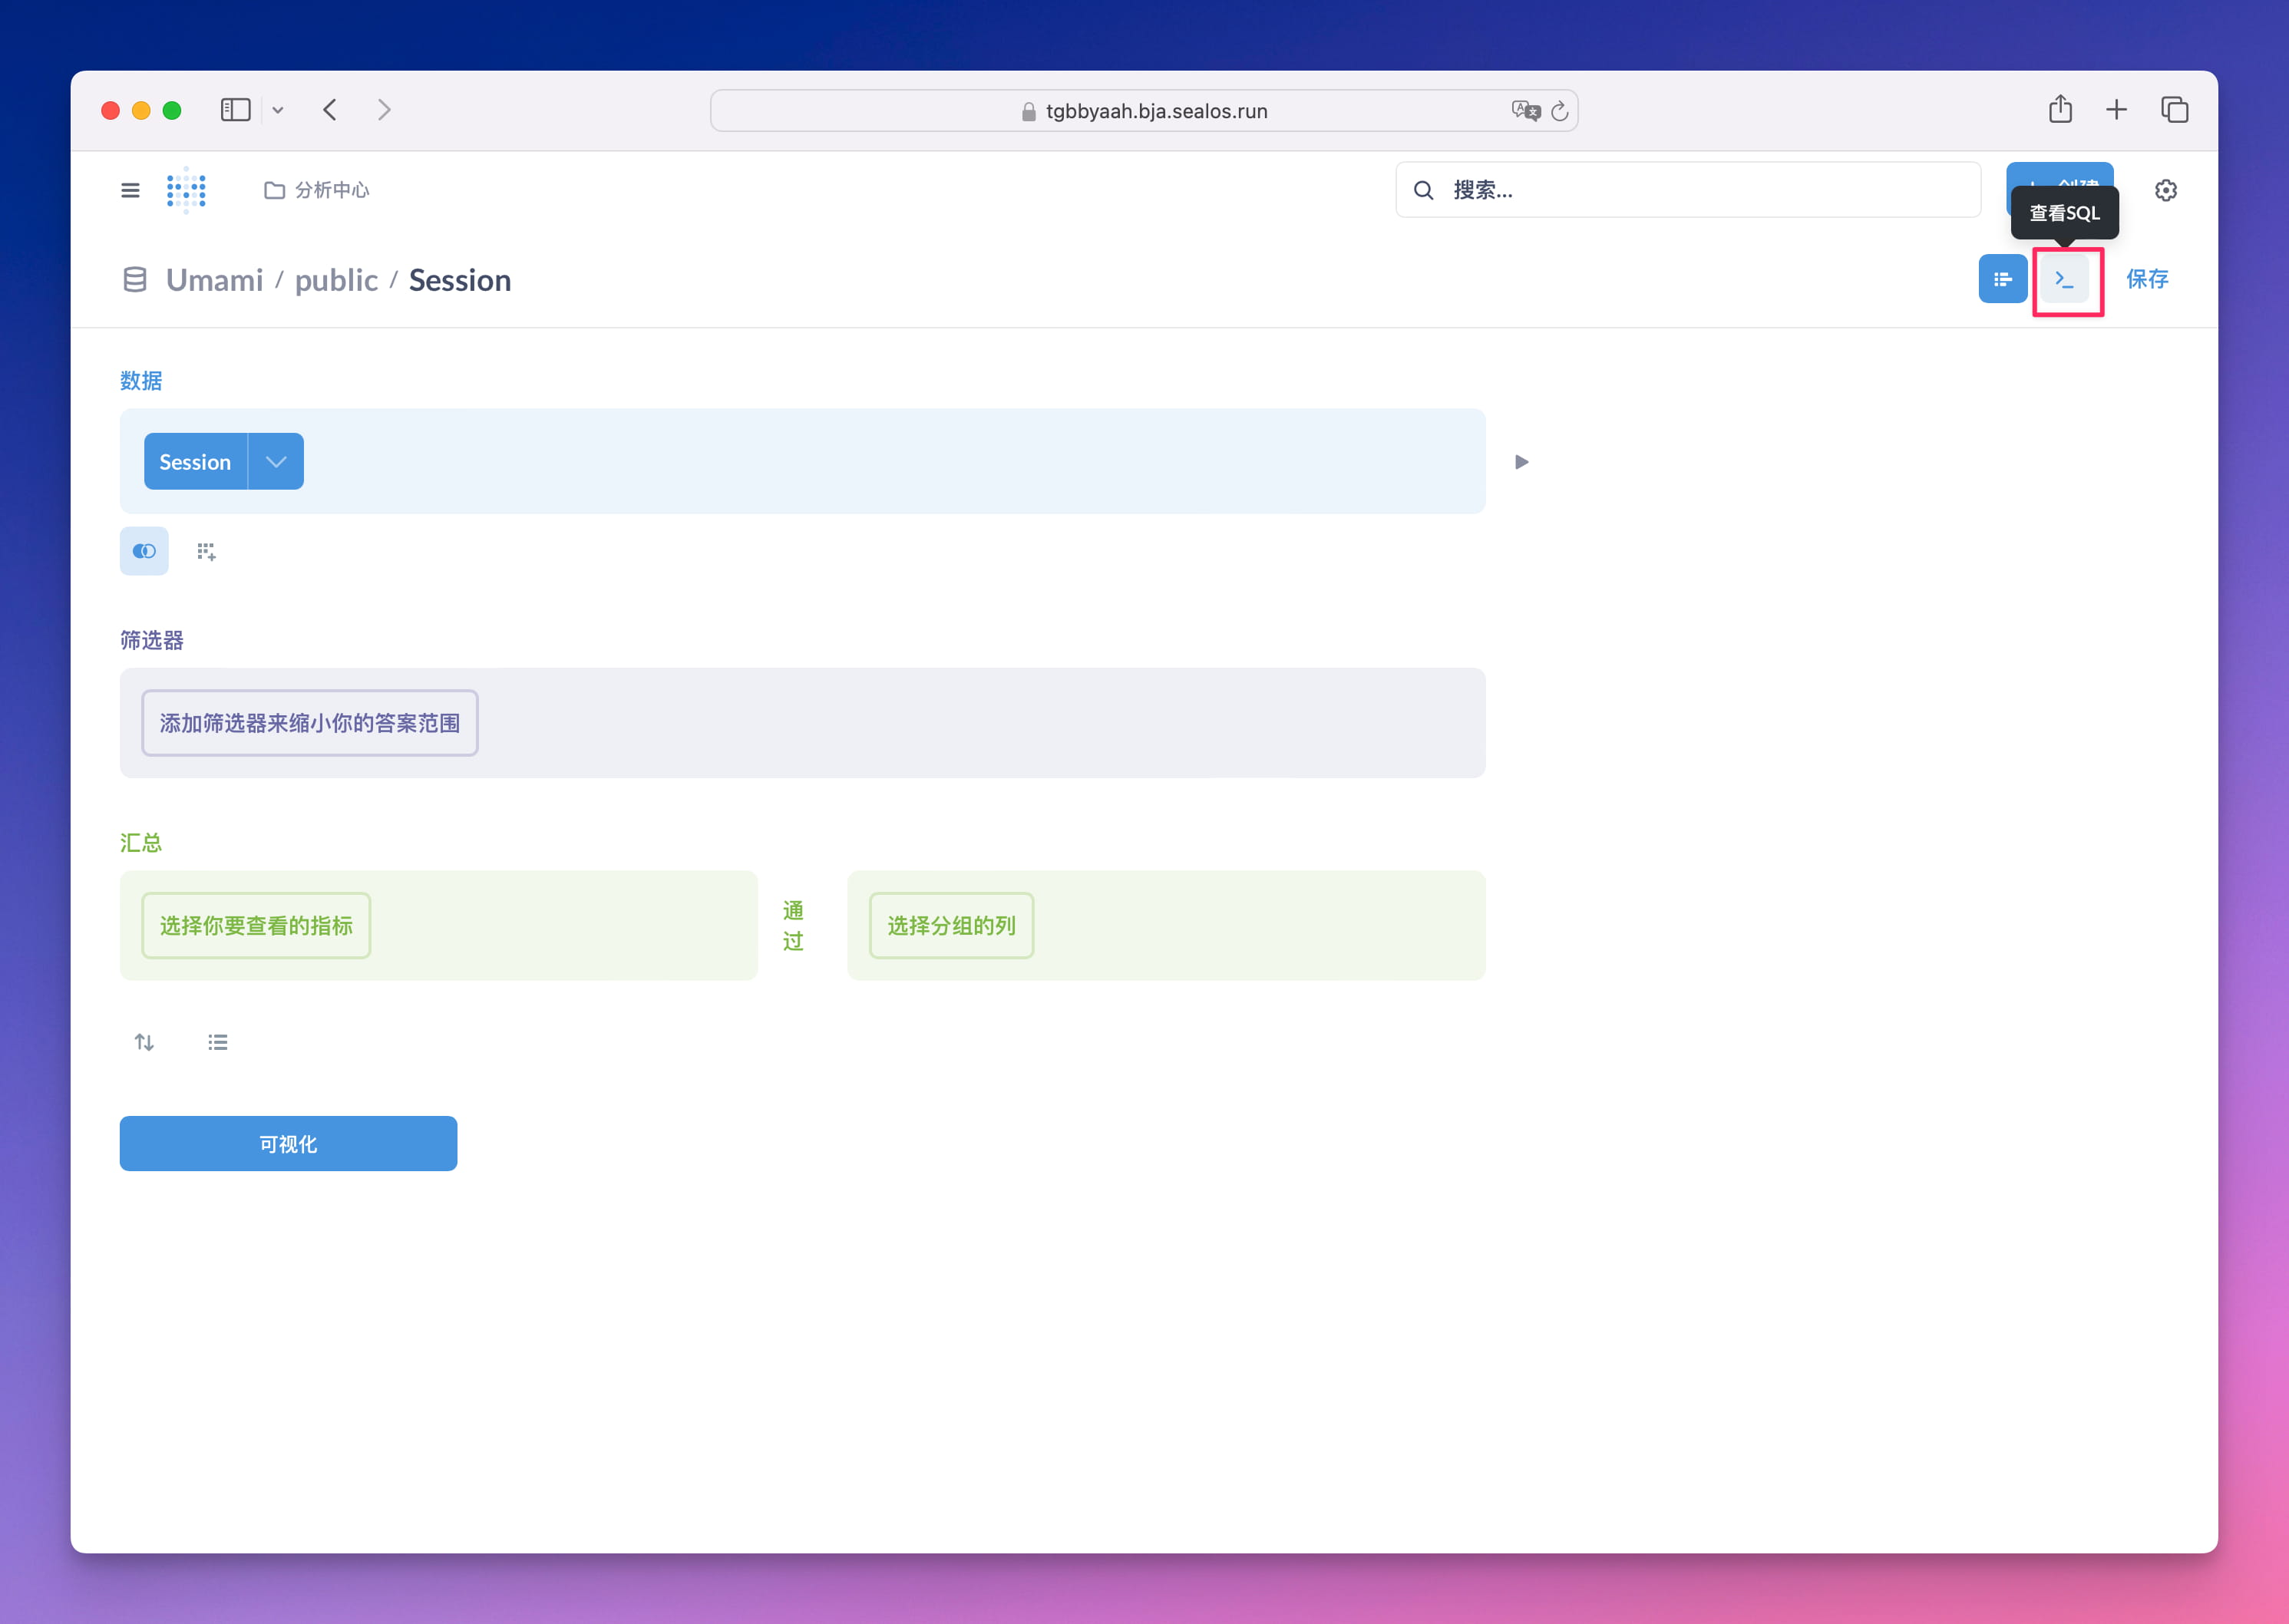 tgbbyaah.bja.sealos.run
分析中心
搜索...
创建
查看SQL
Umami / public / Session
保存
数据
Session
筛选器
添加筛选器来缩小你的答案范围
汇总
选择你要查看的指标
通
过
选择分组的列
可视化